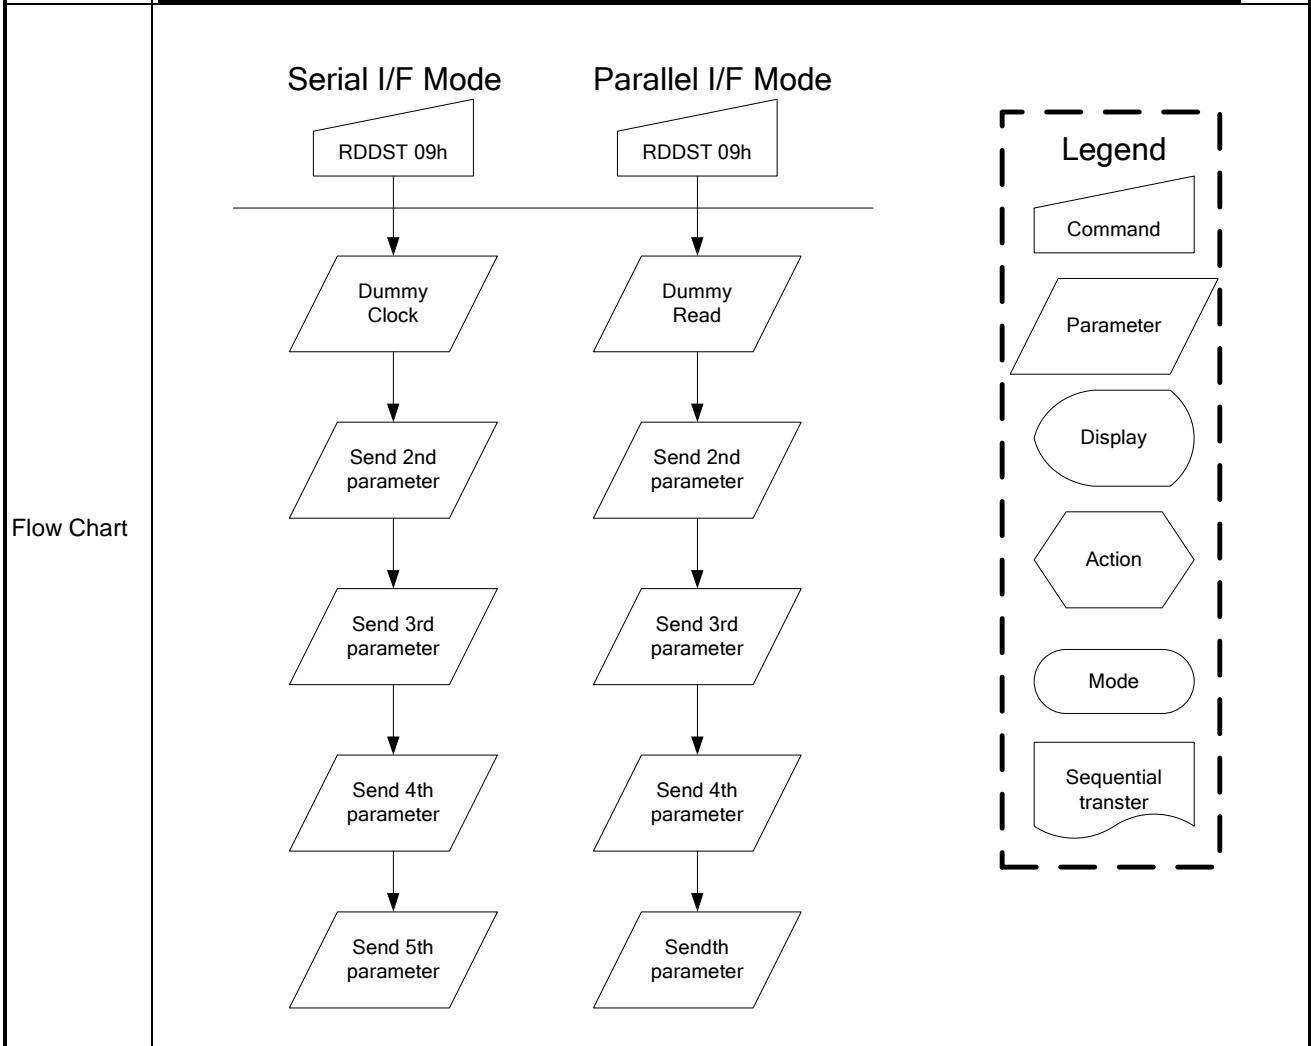 Flow Chart
Serial I/F Mode
RDDST 09h
Dummy
Clock
Send 2nd
parameter
Send 3rd
parameter
Send 4th
parameter
Send 5th
parameter
Parallel I/F Mode
RDDST 09h
Dummy
Read
Send 2nd
parameter
Send 3rd
parameter
Send 4th
parameter
Sendth
parameter
Legend
Command
Parameter
Display
Action
Mode
Sequential
transter